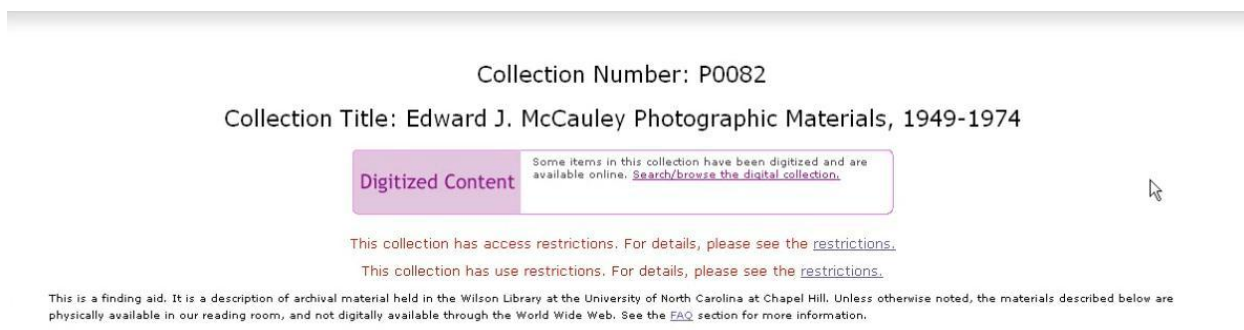 Collection Number: P0082
Collection Title: Edward J. McCauley Photographic Materials, 1949-1974
Digitized Content
Some items in this collection have been digitized and are
available online. Search/browse the digital collection.
This collection has access restrictions. For details, please see the restrictions.
This collection has use restrictions. For details, please see the restrictions.
This is a finding aid. It is a description of archival material held in the Wilson Library at the University of North Carolina at Chapel Hill. Unless otherwise noted, the materials described below are
physically available in our reading room, and not digitally available through the World Wide Web. See the FAQ section for more information.